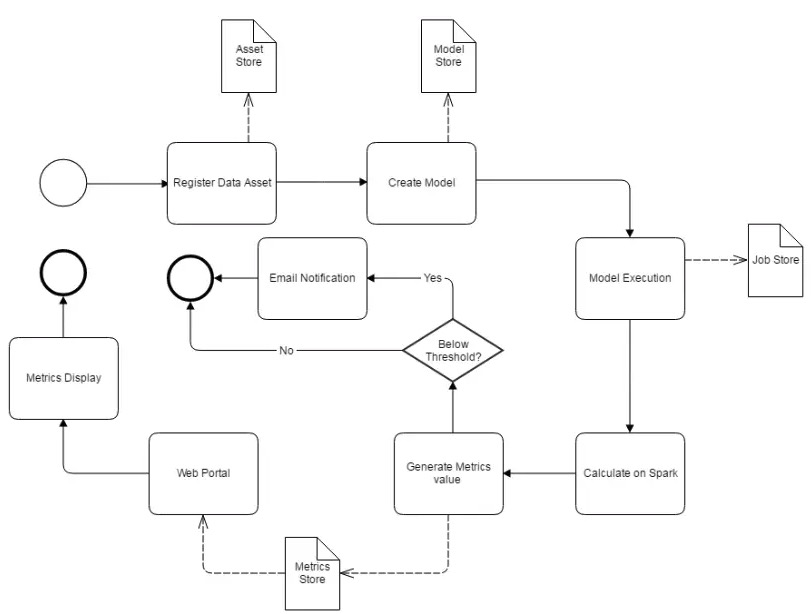 Asset
Store
Model
Store
Register Data Asset
Create Model
Email Notification
Yes
Model Execution
Job Store
Below
Threshold?
No
Metrics Display
Web Portal
Generate Metrics
value
Calculate on Spark
Metrics
Store